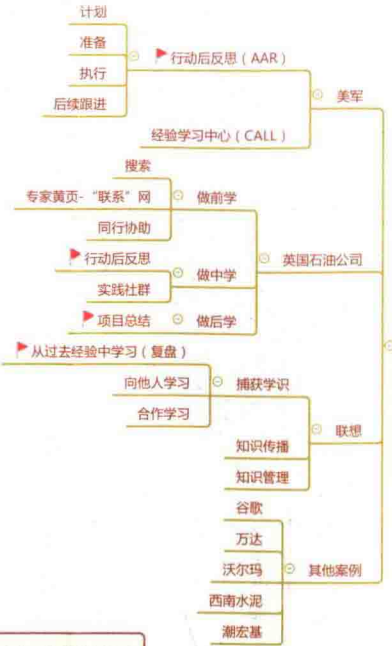 计划
准备
行动后反思（AAR）
执行
美军
后续跟进
经验学习中心（CALL）
搜索
专家黄页-“联系”网
做前学
同行协助
行动后反思
英国石油公司
做中学
实践社群
项目总结
做后学
从过去经验中学习（复盘）
向他人学习
捕获学识
合作学习
联想
知识传播
知识管理
谷歌
万达
沃尔玛
其他案例
西南水泥
潮宏基